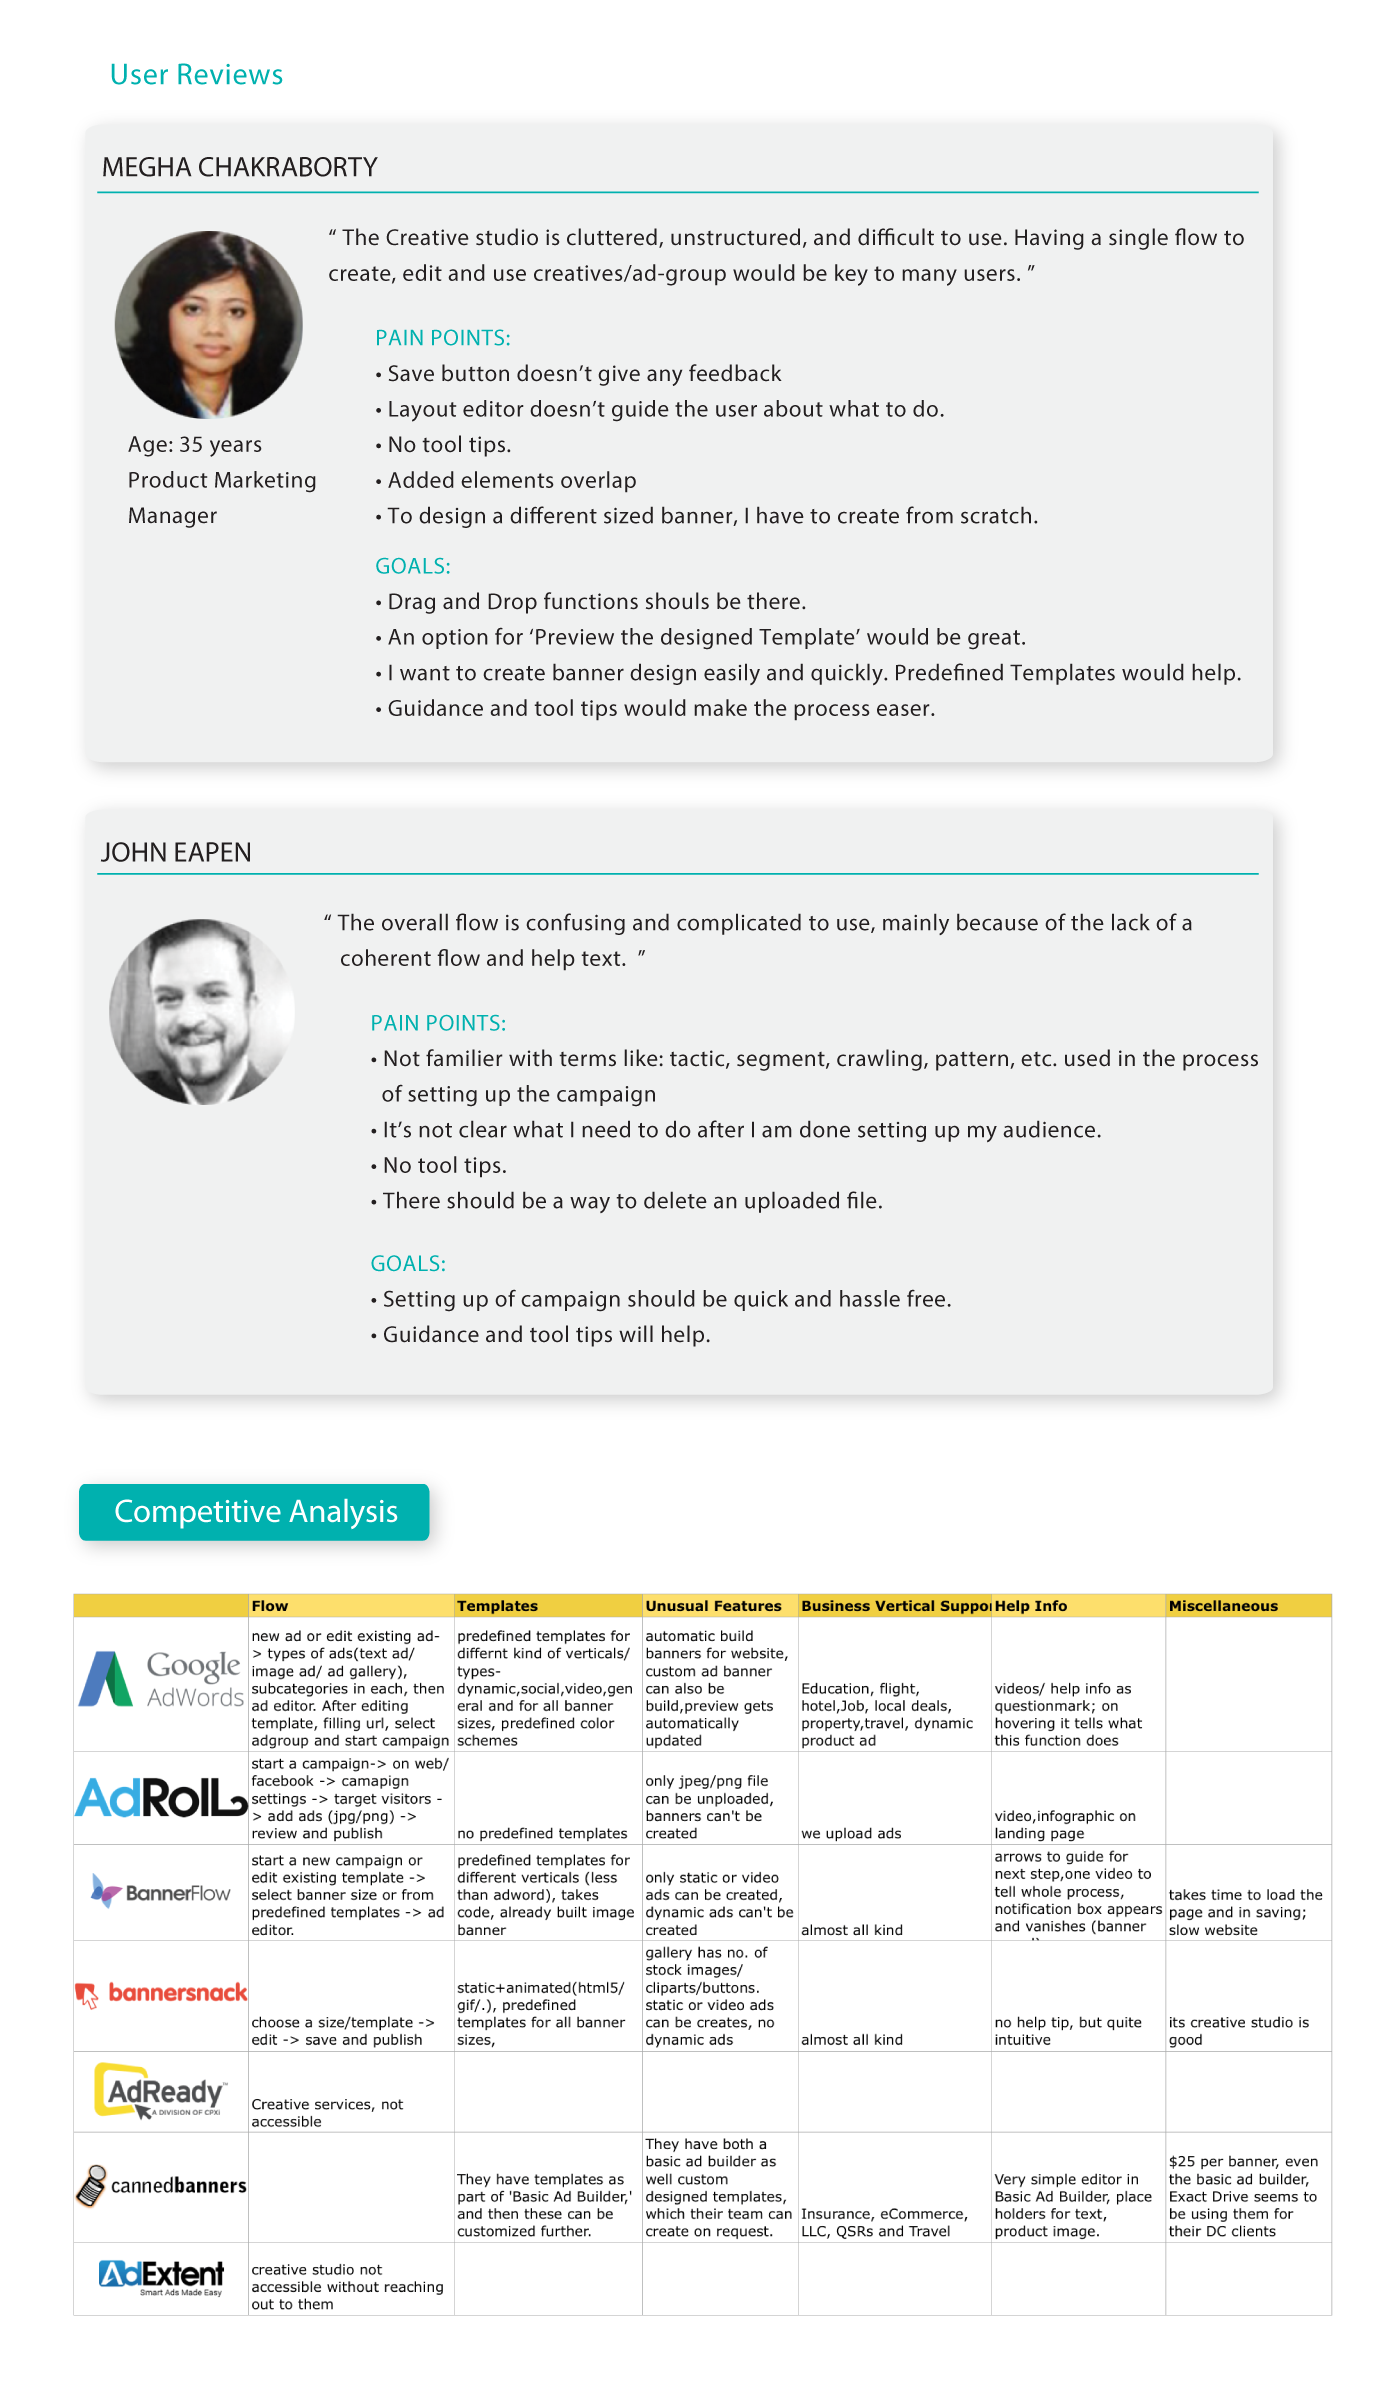 User Reviews
MEGHA CHAKRABORTY
“ The Creative studio is cluttered, unstructured, and difficult to use. Having a single flow to
create, edit and use creatives/ad-group would be key to many users. ”
Age: 35 years
Product Marketing
Manager
PAIN POINTS:
• Save button doesn’t give any feedback
• Layout editor doesn’t guide the user about what to do.
• No tool tips.
• Added elements overlap
• To design a different sized banner, I have to create from scratch.
GOALS:
• Drag and Drop functions shouls be there.
• An option for ‘Preview the designed Template’ would be great.
• I want to create banner design easily and quickly. Predefined Templates would help.
• Guidance and tool tips would make the process easer.
JOHN EAPEN
“ The overall flow is confusing and complicated to use, mainly because of the lack of a
coherent flow and help text. ”
PAIN POINTS:
• Not familier with terms like: tactic, segment, crawling, pattern, etc. used in the process
of setting up the campaign
• It’s not clear what I need to do after I am done setting up my audience.
• No tool tips.
• There should be a way to delete an uploaded file.
GOALS:
• Setting up of campaign should be quick and hassle free.
• Guidance and tool tips will help.
Competitive Analysis
Flow
Templates
Unusual Features
Business Vertical Suppor
Help Info
Miscellaneous
Google
AdWords
new ad or edit existing ad-
> types of ads(text ad/
image ad/ ad gallery),
subcategories in each, then
ad editor. After editing
template, filling url, select
adgroup and start campaign
predefined templates for
differnt kind of verticals/
types-
dynamic,social,video,gen
eral and for all banner
sizes, predefined color
schemes
automatic build
banners for website,
custom ad banner
can also be
build,preview gets
automatically
updated
Education, flight,
hotel,Job, local deals,
property,travel, dynamic
product ad
videos/ help info as
questionmark; on
hovering it tells what
this function does
AdRoll
start a campaign-> on web/
facebook -> camapign
settings -> target visitors -
> add ads (jpg/png) ->
review and publish
no predefined templates
only jpeg/png file
can be unploaded,
banners can't be
created
we upload ads
video,infographic on
landing page
BannerFlow
start a new campaign or
edit existing template ->
select banner size or from
predefined templates -> ad
editor.
predefined templates for
different verticals (less
than adword), takes
code, already built image
banner
only static or video
ads can be created,
dynamic ads can't be
created
almost all kind
arrows to guide for
next step,one video to
tell whole process,
notification box appears
and vanishes (banner
takes time to load the
page and in saving;
slow website
bannersnack
choose a size/template ->
edit -> save and publish
static+animated(html5/
gif/.), predefined
templates for all banner
sizes,
gallery has no. of
stock images/
cliparts/buttons.
static or video ads
can be creates, no
dynamic ads
almost all kind
no help tip, but quite
intuitive
its creative studio is
good
AdReady™
A DIVISION OF CPXi
Creative services, not
accessible
cannedbanners
They have templates as
part of 'Basic Ad Builder,'
and then these can be
customized further.
They have both a
basic ad builder as
well custom
designed templates,
which their team can
create on request.
Insurance, eCommerce,
LLC, QSRs and Travel
Very simple editor in
Basic Ad Builder, place
holders for text,
product image.
$25 per banner, even
the basic ad builder,
Exact Drive seems to
be using them for
their DC clients
AdExtent
Smart Ads Made Easy
creative studio not
accessible without reaching
out to them